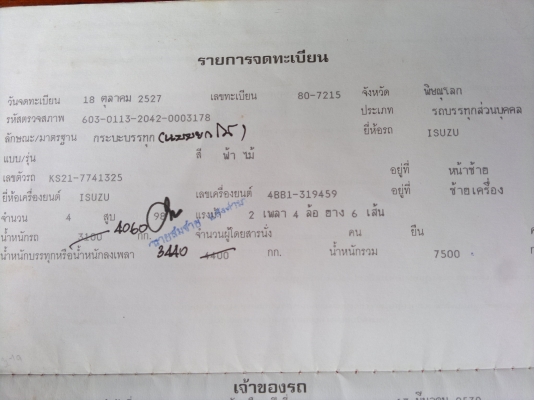 รายการจดทะเบียน
วันจดทะเบียน 18 ตุลาคม 2527 เลขทะเบียน 80-7215 จังหวัด พิษณุโลก
รหัสตรวจสภาพ 603-0113-2042-0003178 ประเภท รถบรรทุกส่วนบุคคล
ลักษณะ/มาตรฐาน กระบะบรรทุก (แบบยกได้) ยี่ห้อรถ ISUZU
แบบ/รุ่น สี ฟ้า ไม้
เลขตัวรถ KS21-7741325 อยู่ที่ หน้าซ้าย
ยี่ห้อเครื่องยนต์ ISUZU เลขเครื่องยนต์ 4881-319459 อยู่ที่ ซ้ายเครื่อง
จำนวน 4 สูบ 98 แรงม้า 2 เพลา 4 ล้อ ยาง 6 เส้น
น้ำหนักรถ 3100 4060 กก. จำนวนผู้โดยสารนั่ง คน ยืน
น้ำหนักบรรทุกหรือน้ำหนักลงเพลา 3440 4400 กก. น้ำหนักรวม 7500
เจ้าของรถ